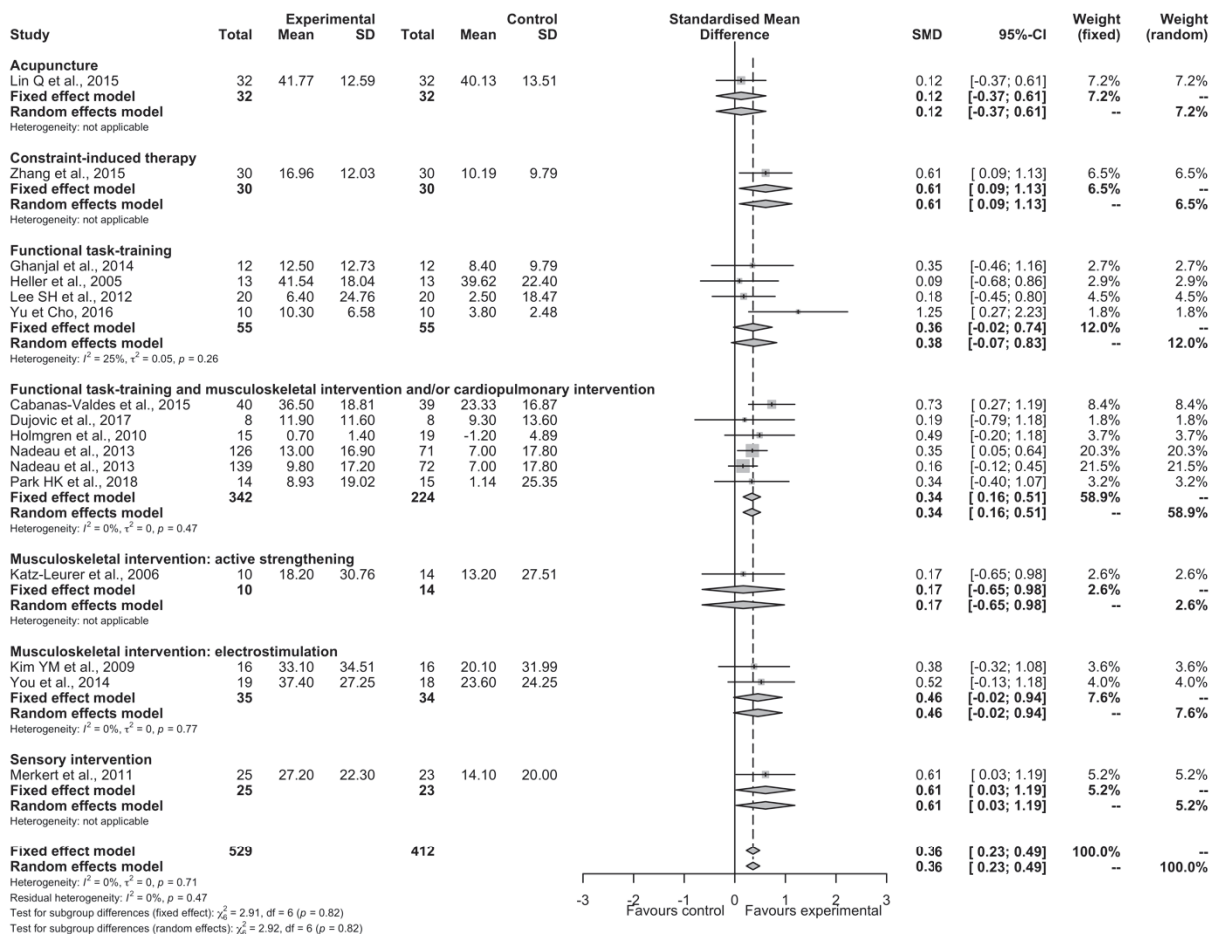 Experimental Control Standardised Mean Weight Weight
Study Total Mean SD Total Mean SD Difference SMD 95%-CI (fixed) (random)
Acupuncture
Lin Q et al., 2015 32 41.77 12.59 32 40.13 13.51 0.12 [-0.37; 0.61] 7.2% 7.2%
Fixed effect model 32 32 0.12 [-0.37; 0.61] 7.2% --
Random effects model 0.12 [-0.37; 0.61] -- 7.2%
Heterogeneity: not applicable
Constraint-induced therapy
Zhang et al., 2015 30 16.96 12.03 30 10.19 9.79 0.61 [ 0.09; 1.13] 6.5% 6.5%
Fixed effect model 30 30 0.61 [ 0.09; 1.13] 6.5% --
Random effects model 0.61 [ 0.09; 1.13] -- 6.5%
Heterogeneity: not applicable
Functional task-training
Ghanjal et al., 2014 12 12.50 12.73 12 8.40 9.79 0.35 [-0.46; 1.16] 2.7% 2.7%
Heller et al., 2005 13 41.54 18.04 13 39.62 22.40 0.09 [-0.68; 0.86] 2.9% 2.9%
Lee SH et al., 2012 20 6.40 24.76 20 2.50 18.47 0.18 [-0.45; 0.80] 4.5% 4.5%
Yu et Cho, 2016 10 10.30 6.58 10 3.80 2.48 1.25 [ 0.27; 2.23] 1.8% 1.8%
Fixed effect model 55 55 0.36 [-0.02; 0.74] 12.0% --
Random effects model 0.38 [-0.07; 0.83] -- 12.0%
Heterogeneity: I² = 25%, τ² = 0.05, p = 0.26
Functional task-training and musculoskeletal intervention and/or cardiopulmonary intervention
Cabanas-Valdes et al., 2015 40 36.50 18.81 39 23.33 16.87 0.73 [ 0.27; 1.19] 8.4% 8.4%
Dujovic et al., 2017 8 11.90 11.60 8 9.30 13.60 0.19 [-0.79; 1.18] 1.8% 1.8%
Holmgren et al., 2010 15 0.70 1.40 19 -1.20 4.89 0.49 [-0.20; 1.18] 3.7% 3.7%
Nadeau et al., 2013 126 13.00 16.90 71 7.00 17.80 0.35 [ 0.05; 0.64] 20.3% 20.3%
Nadeau et al., 2013 139 9.80 17.20 72 7.00 17.80 0.16 [-0.12; 0.45] 21.5% 21.5%
Park HK et al., 2018 14 8.93 19.02 15 1.14 25.35 0.34 [-0.40; 1.07] 3.2% 3.2%
Fixed effect model 342 224 0.34 [ 0.16; 0.51] 58.9% --
Random effects model 0.34 [ 0.16; 0.51] -- 58.9%
Heterogeneity: I² = 0%, τ² = 0, p = 0.47
Musculoskeletal intervention: active strengthening
Katz-Leurer et al., 2006 10 18.20 30.76 14 13.20 27.51 0.17 [-0.65; 0.98] 2.6% 2.6%
Fixed effect model 10 14 0.17 [-0.65; 0.98] 2.6% --
Random effects model 0.17 [-0.65; 0.98] -- 2.6%
Heterogeneity: not applicable
Musculoskeletal intervention: electrostimulation
Kim YM et al., 2009 16 33.10 34.51 16 20.10 31.99 0.38 [-0.32; 1.08] 3.6% 3.6%
You et al., 2014 19 37.40 27.25 18 23.60 24.25 0.52 [-0.13; 1.18] 4.0% 4.0%
Fixed effect model 35 34 0.46 [-0.02; 0.94] 7.6% --
Random effects model 0.46 [-0.02; 0.94] -- 7.6%
Heterogeneity: I² = 0%, τ² = 0, p = 0.77
Sensory intervention
Merkert et al., 2011 25 27.20 22.30 23 14.10 20.00 0.61 [ 0.03; 1.19] 5.2% 5.2%
Fixed effect model 25 23 0.61 [ 0.03; 1.19] 5.2% --
Random effects model 0.61 [ 0.03; 1.19] -- 5.2%
Heterogeneity: not applicable
Fixed effect model 529 412 0.36 [ 0.23; 0.49] 100.0% --
Random effects model 0.36 [ 0.23; 0.49] -- 100.0%
Heterogeneity: I² = 0%, τ² = 0, p = 0.71
Residual heterogeneity: I² = 0%, p = 0.47
-3 -2 -1 0 1 2 3
Test for subgroup differences (fixed effect): χ²₆ = 2.91, df = 6 (p = 0.82)
Favours control Favours experimental
Test for subgroup differences (random effects): χ²₆ = 2.92, df = 6 (p = 0.82)